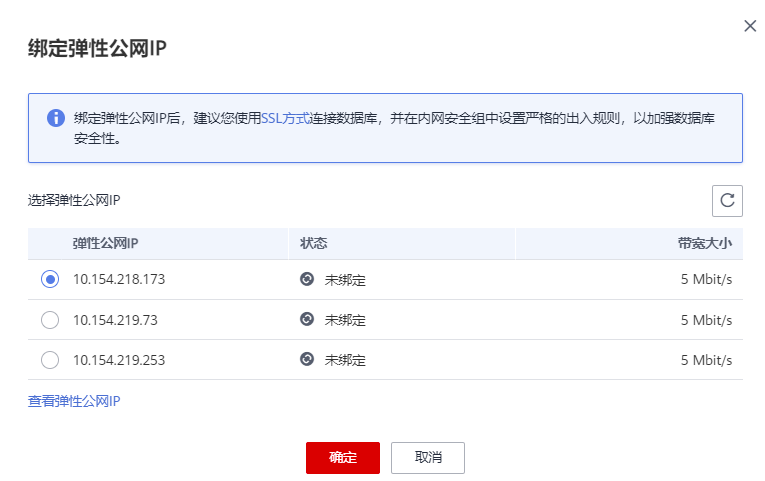 绑定弹性公网IP
绑定弹性公网IP后，建议您使用SSL方式连接数据库，并在内网安全组中设置严格的出入规则，以加强数据库
安全性。
选择弹性公网IP
弹性公网IP 状态 带宽大小
10.154.218.173 未绑定 5 Mbit/s
10.154.219.73 未绑定 5 Mbit/s
10.154.219.253 未绑定 5 Mbit/s
查看弹性公网IP
确定 取消